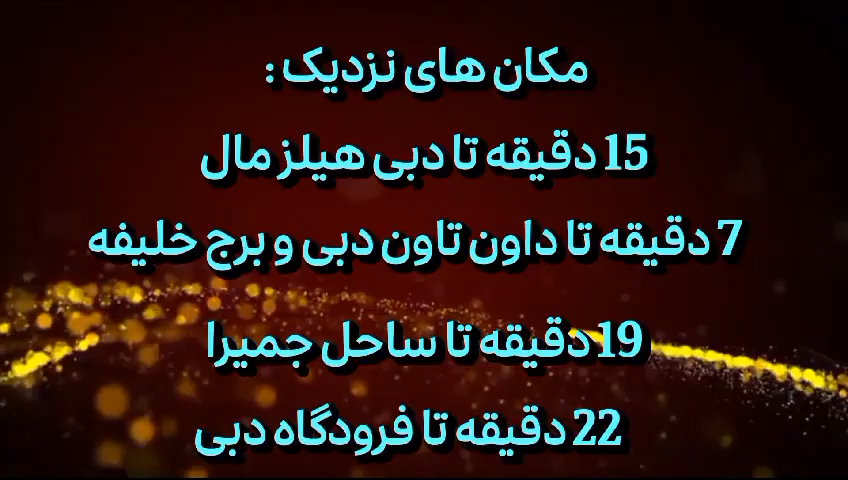 مکان های نزدیک :
15 دقیقه تا دبی هیلز مال
7 دقیقه تا داون تاون دبی و برج خلیفه
19 دقیقه تا ساحل جمیرا
22 دقیقه تا فرودگاه دبی